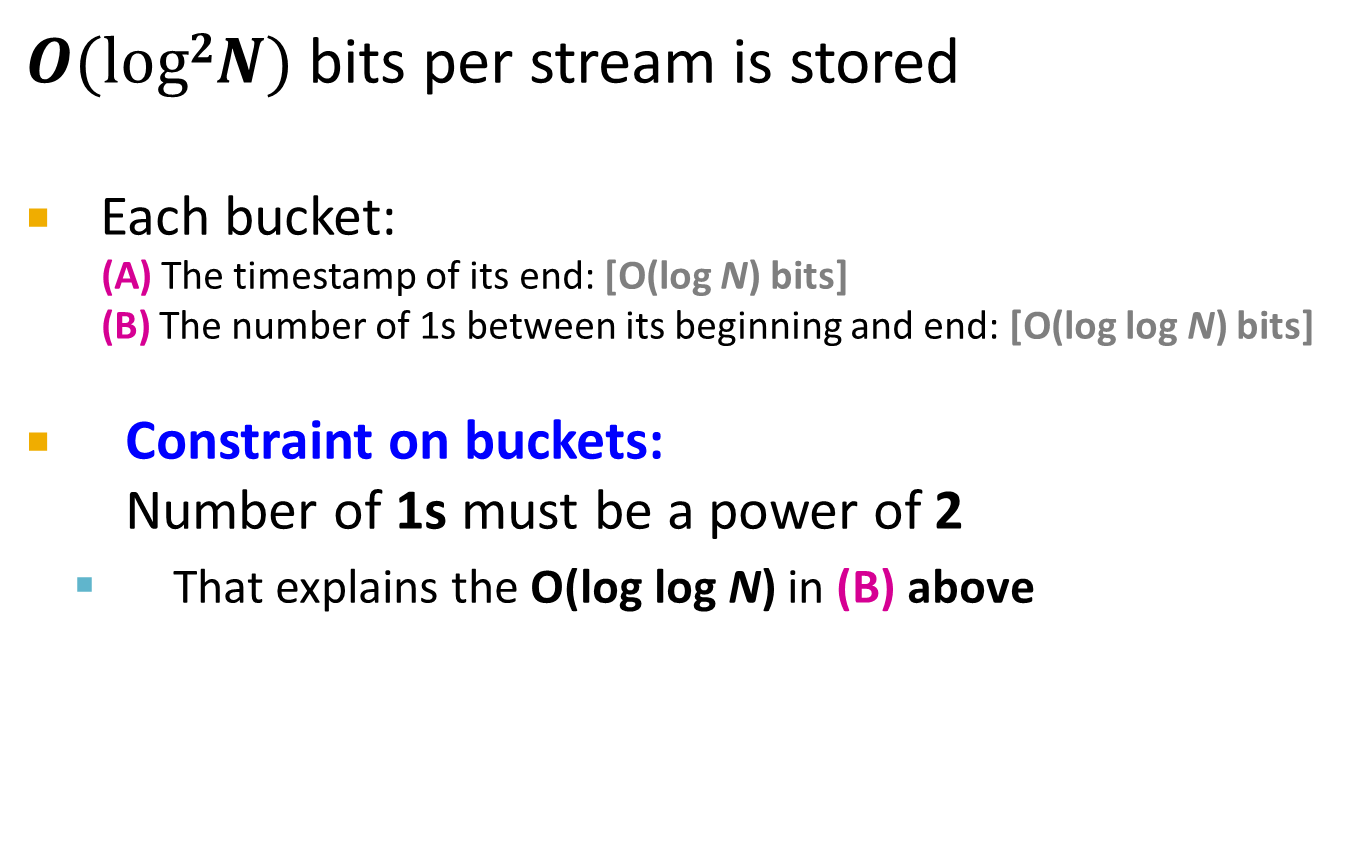 O(log²N) bits per stream is stored
Each bucket:
(A) The timestamp of its end: [O(log N) bits]
(B) The number of 1s between its beginning and end: [O(log log N) bits]
Constraint on buckets:
Number of 1s must be a power of 2
That explains the O(log log N) in (B) above